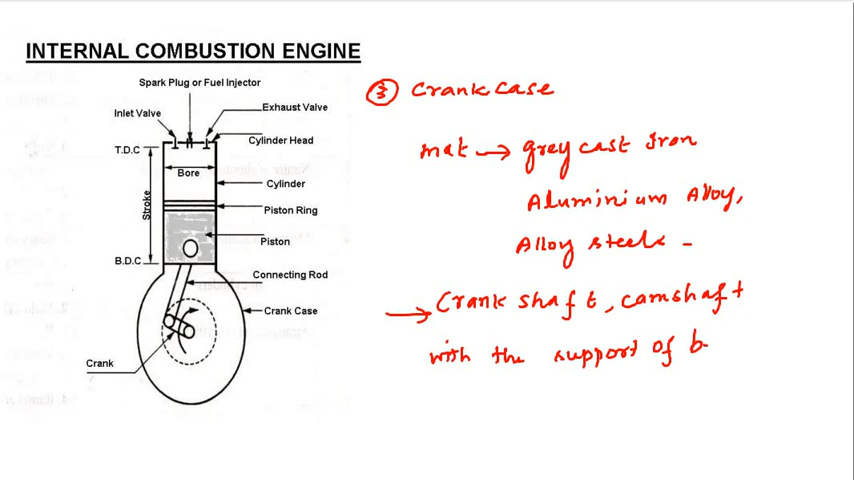 INTERNAL COMBUSTION ENGINE
Spark Plug or Fuel Injector
Inlet Valve
Exhaust Valve
T.D.C
Cylinder Head
Bore
Cylinder
Stroke
Piston Ring
Piston
B.D.C
Connecting Rod
Crank Case
Crank
③ Crank Case
mat → grey cast Iron
Aluminium Alloy,
Alloy steels -
→ Crank shaft, camshaft
with the support of b